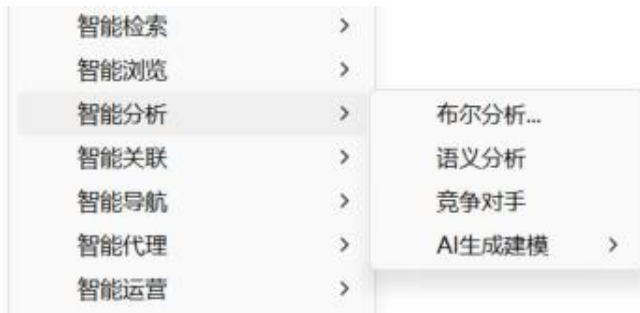 智能检索
智能浏览
智能分析
智能关联
智能导航
智能代理
智能运营
布尔分析...
语义分析
竞争对手
AI生成建模